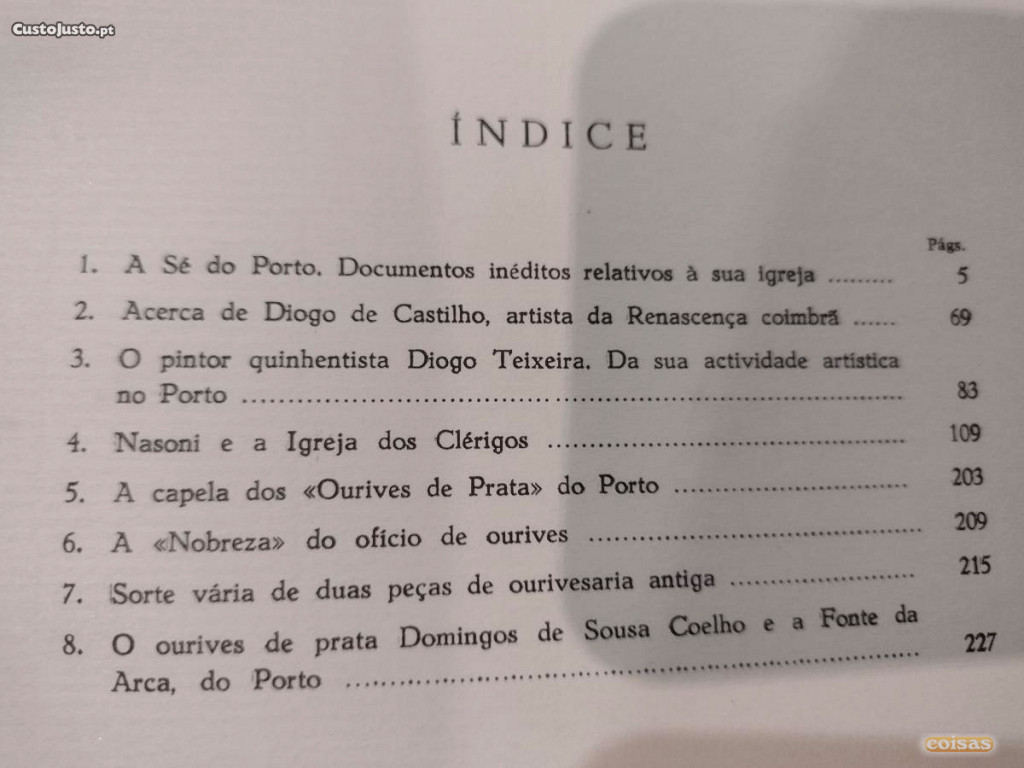 CustoJusto.pt
ÍNDICE
Págs.
1. A Sé do Porto. Documentos inéditos relativos à sua igreja ......... 5
2. Acerca de Diogo de Castilho, artista da Renascença coimbrã ...... 69
3. O pintor quinhentista Diogo Teixeira. Da sua actividade artística
no Porto ........................................................................ 83
4. Nasoni e a Igreja dos Clérigos ............................................. 109
5. A capela dos «Ourives de Prata» do Porto ............................. 203
6. A «Nobreza» do ofício de ourives ......................................... 209
7. Sorte vária de duas peças de ourivesaria antiga ...................... 215
8. O ourives de prata Domingos de Sousa Coelho e a Fonte da
Arca, do Porto .............................................................. 227
coisas